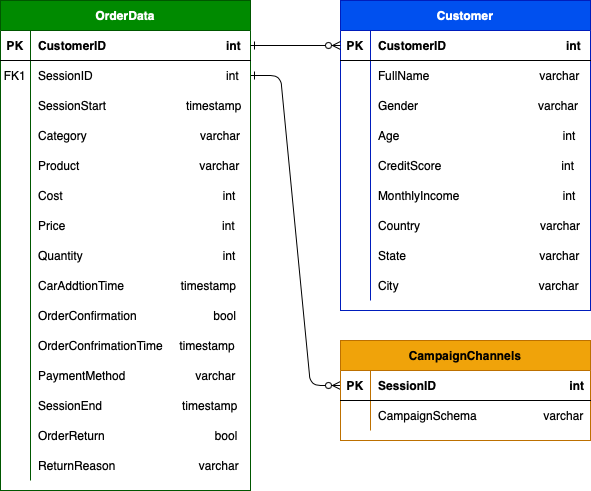 OrderData
PK CustomerID int
FK1 SessionID int
SessionStart timestamp
Category varchar
Product varchar
Cost int
Price int
Quantity int
CarAddtionTime timestamp
OrderConfirmation bool
OrderConfrimationTime timestamp
PaymentMethod varchar
SessionEnd timestamp
OrderReturn bool
ReturnReason varchar
Customer
PK CustomerID int
FullName varchar
Gender varchar
Age int
CreditScore int
MonthlyIncome int
Country varchar
State varchar
City varchar
CampaignChannels
PK SessionID int
CampaignSchema varchar